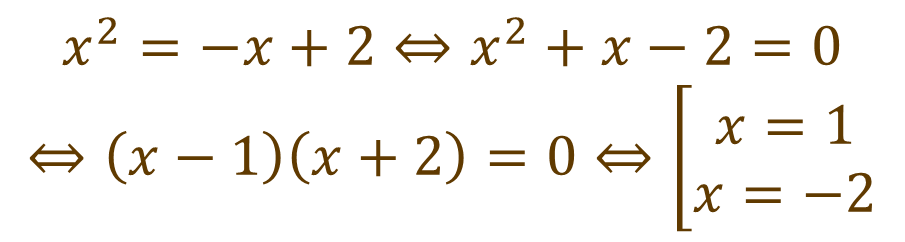 x² = −x + 2 ⇔ x² + x − 2 = 0
⇔ (x − 1)(x + 2) = 0 ⇔ [ x = 1
x = −2